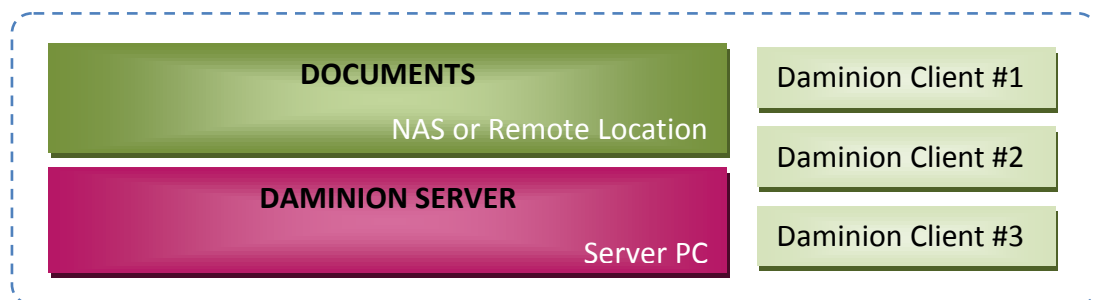 DOCUMENTS
NAS or Remote Location
DAMINION SERVER
Server PC
Daminion Client #1
Daminion Client #2
Daminion Client #3